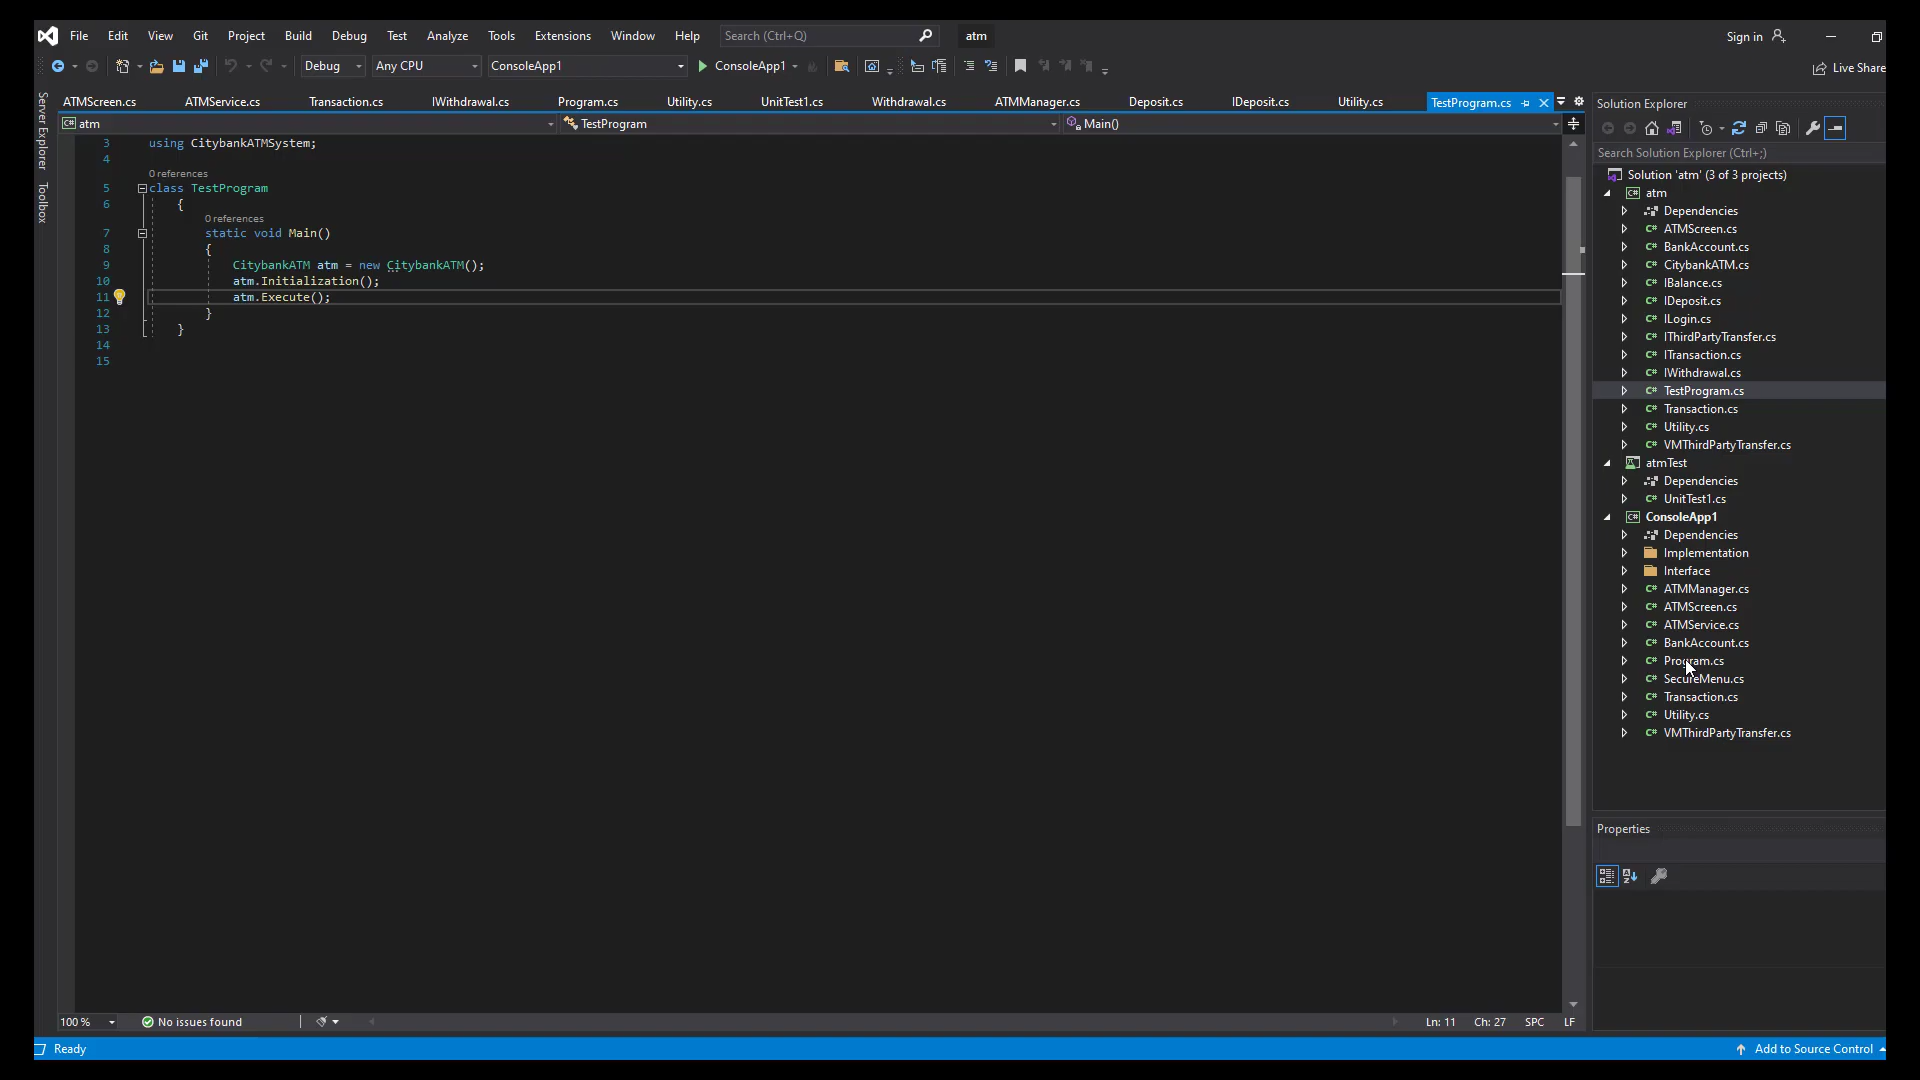 File Edit View Git Project Build Debug Test Analyze Tools Extensions Window Help Search (Ctrl+Q) atm Sign in
Debug Any CPU ConsoleApp1 ConsoleApp1 Live Share
Server Explorer
Toolbox
ATMScreen.cs ATMService.cs Transaction.cs IWithdrawal.cs Program.cs Utility.cs UnitTest1.cs Withdrawal.cs ATMManager.cs Deposit.cs IDeposit.cs Utility.cs TestProgram.cs
atm TestProgram Main()
3 using CitybankATMSystem;
4
0 references
5 class TestProgram
6 {
0 references
7 static void Main()
8 {
9 CitybankATM atm = new CitybankATM();
10 atm.Initialization();
11 atm.Execute();
12 }
13 }
14
15
100 % No issues found Ln: 11 Ch: 27 SPC LF
Ready Add to Source Control
Solution Explorer
Search Solution Explorer (Ctrl+;)
Solution 'atm' (3 of 3 projects)
C# atm
Dependencies
C# ATMScreen.cs
C# BankAccount.cs
C# CitybankATM.cs
C# IBalance.cs
C# IDeposit.cs
C# ILogin.cs
C# IThirdPartyTransfer.cs
C# ITransaction.cs
C# IWithdrawal.cs
C# TestProgram.cs
C# Transaction.cs
C# Utility.cs
C# VMThirdPartyTransfer.cs
atmTest
Dependencies
C# UnitTest1.cs
C# ConsoleApp1
Dependencies
Implementation
Interface
C# ATMManager.cs
C# ATMScreen.cs
C# ATMService.cs
C# BankAccount.cs
C# Program.cs
C# SecureMenu.cs
C# Transaction.cs
C# Utility.cs
C# VMThirdPartyTransfer.cs
Properties